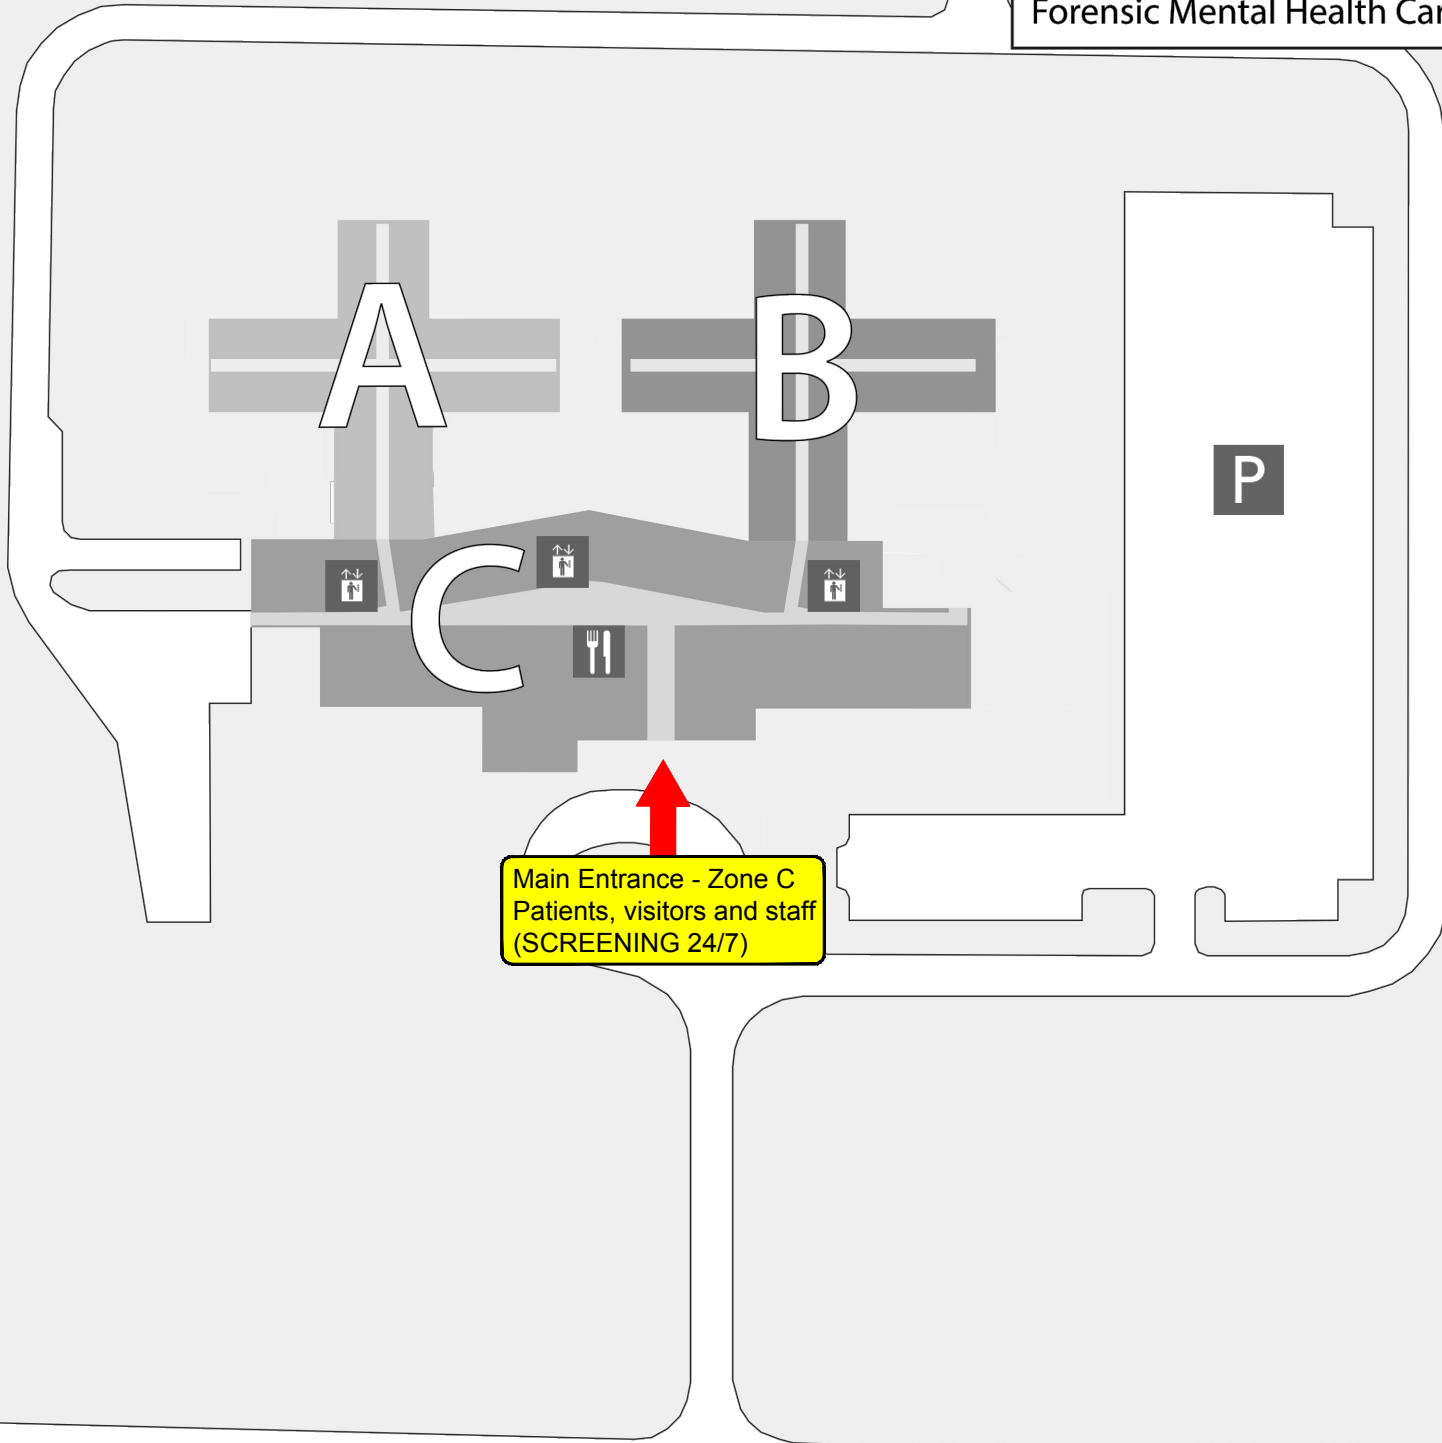 Forensic Mental Health Car
A
B
P
C
Main Entrance - Zone C
Patients, visitors and staff
(SCREENING 24/7)